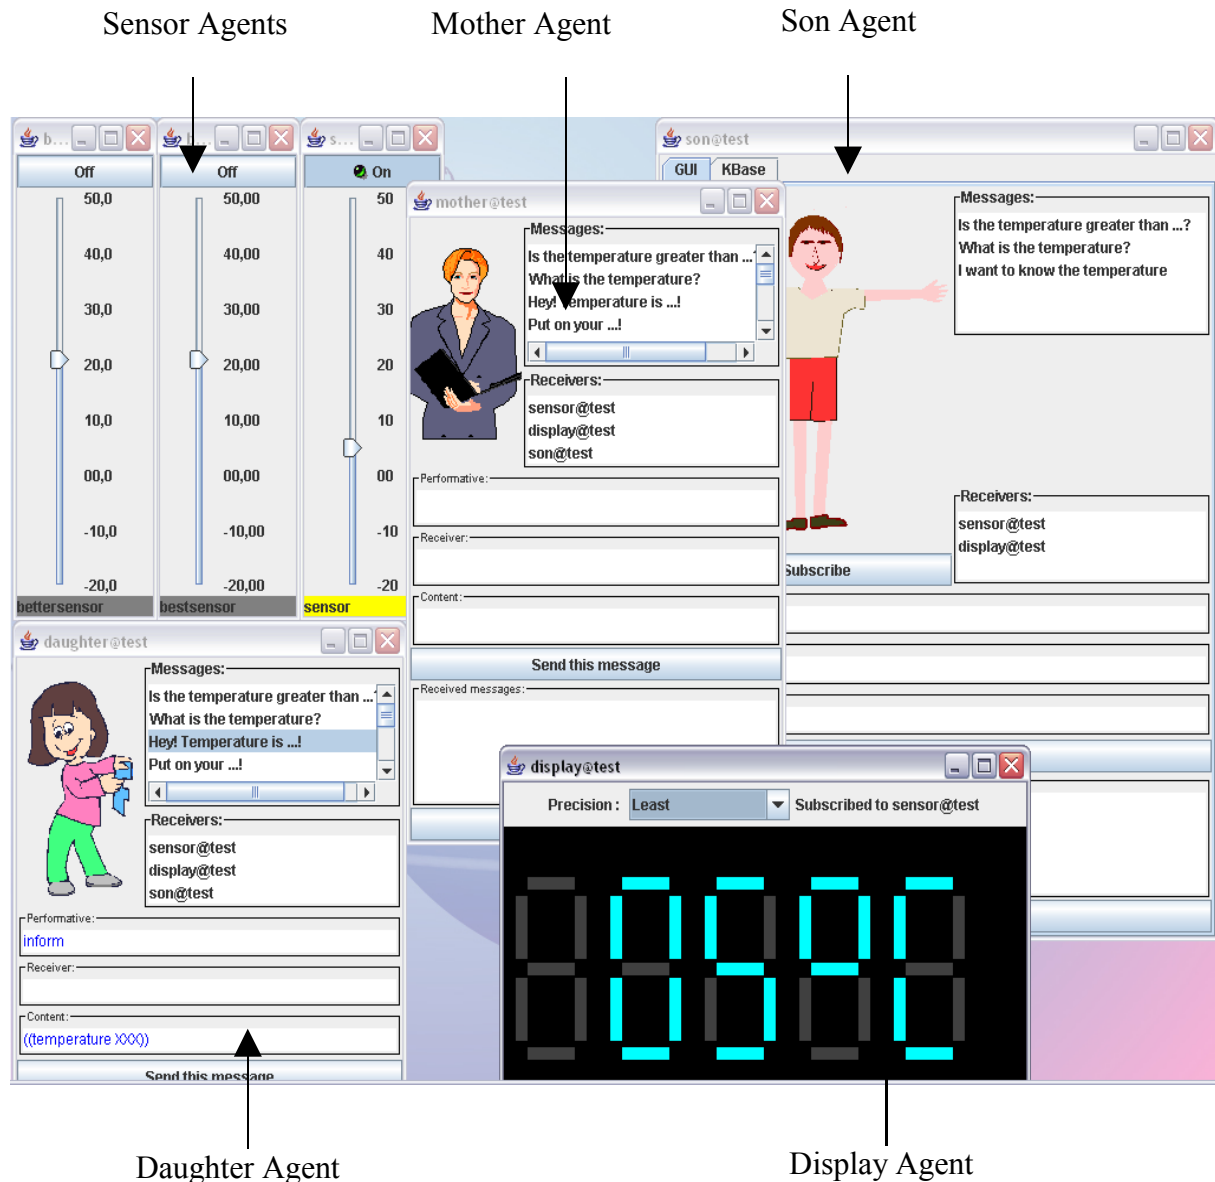 Sensor Agents
Mother Agent
Son Agent
b...
b...
s...
son@test
Off
Off
On
GUI
KBase
50,0
40,0
30,0
20,0
10,0
00,0
-10,0
-20,0
bettersensor
50,00
40,00
30,00
20,00
10,00
00,00
-10,00
-20,00
bestsensor
50
40
30
20
10
00
-10
-20
sensor
mother@test
Messages:
Is the temperature greater than ...?
What is the temperature?
Hey! Temperature is ...!
Put on your ...!
Receivers:
sensor@test
display@test
son@test
Performative:
Receiver:
Content:
Send this message
Received messages:
Messages:
Is the temperature greater than ...?
What is the temperature?
I want to know the temperature
Receivers:
sensor@test
display@test
Subscribe
daughter@test
Messages:
Is the temperature greater than ...?
What is the temperature?
Hey! Temperature is ...!
Put on your ...!
Receivers:
sensor@test
display@test
son@test
Performative:
inform
Receiver:
Content:
((temperature XXX))
Send this message
display@test
Precision :
Least
Subscribed to sensor@test
05°C
Daughter Agent
Display Agent